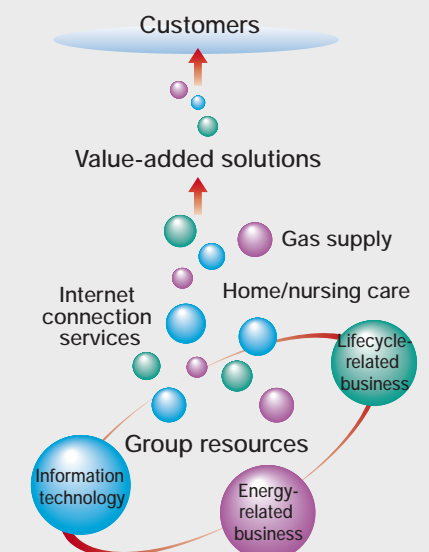 Customers
Value-added solutions
Gas supply
Home/nursing care
Internet
connection
services
Lifecycle-
related
business
Group resources
Information
technology
Energy-
related
business